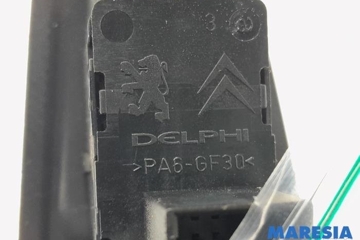 3
DELPHI
>PA6-GF30<
MARESIA